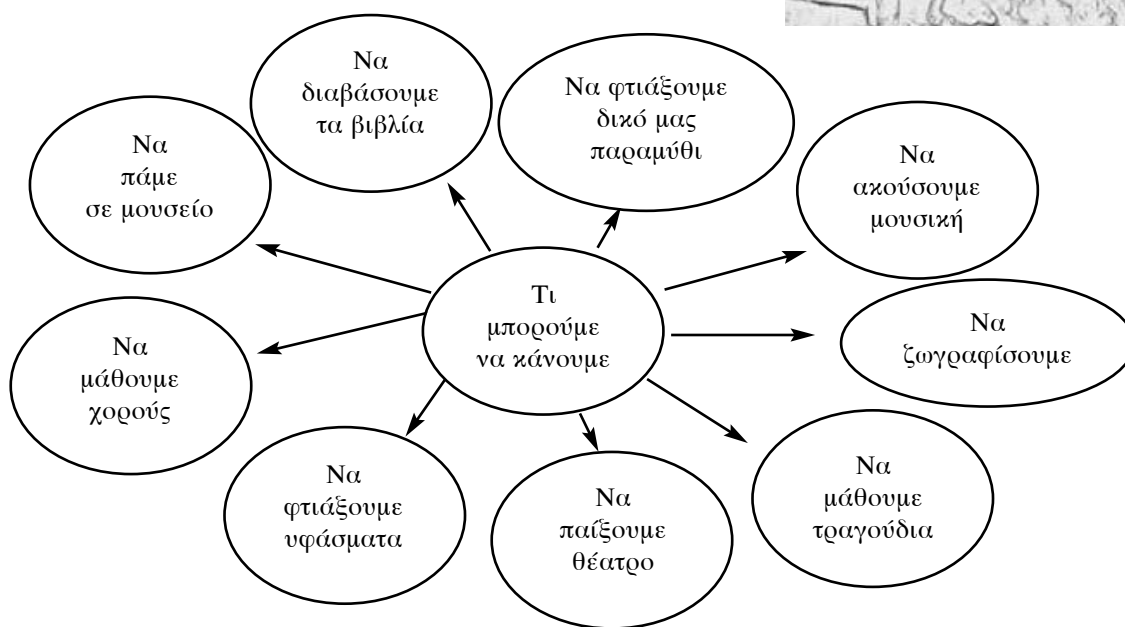 Να
διαβάσουμε
τα βιβλία
Να φτιάξουμε
δικό μας
παραμύθι
Να
πάμε
σε μουσείο
Να
ακούσουμε
μουσική
Τι
μπορούμε
να κάνουμε
Να
ζωγραφίσουμε
Να
μάθουμε
χορούς
Να
φτιάξουμε
υφάσματα
Να
παίξουμε
θέατρο
Να
μάθουμε
τραγούδια